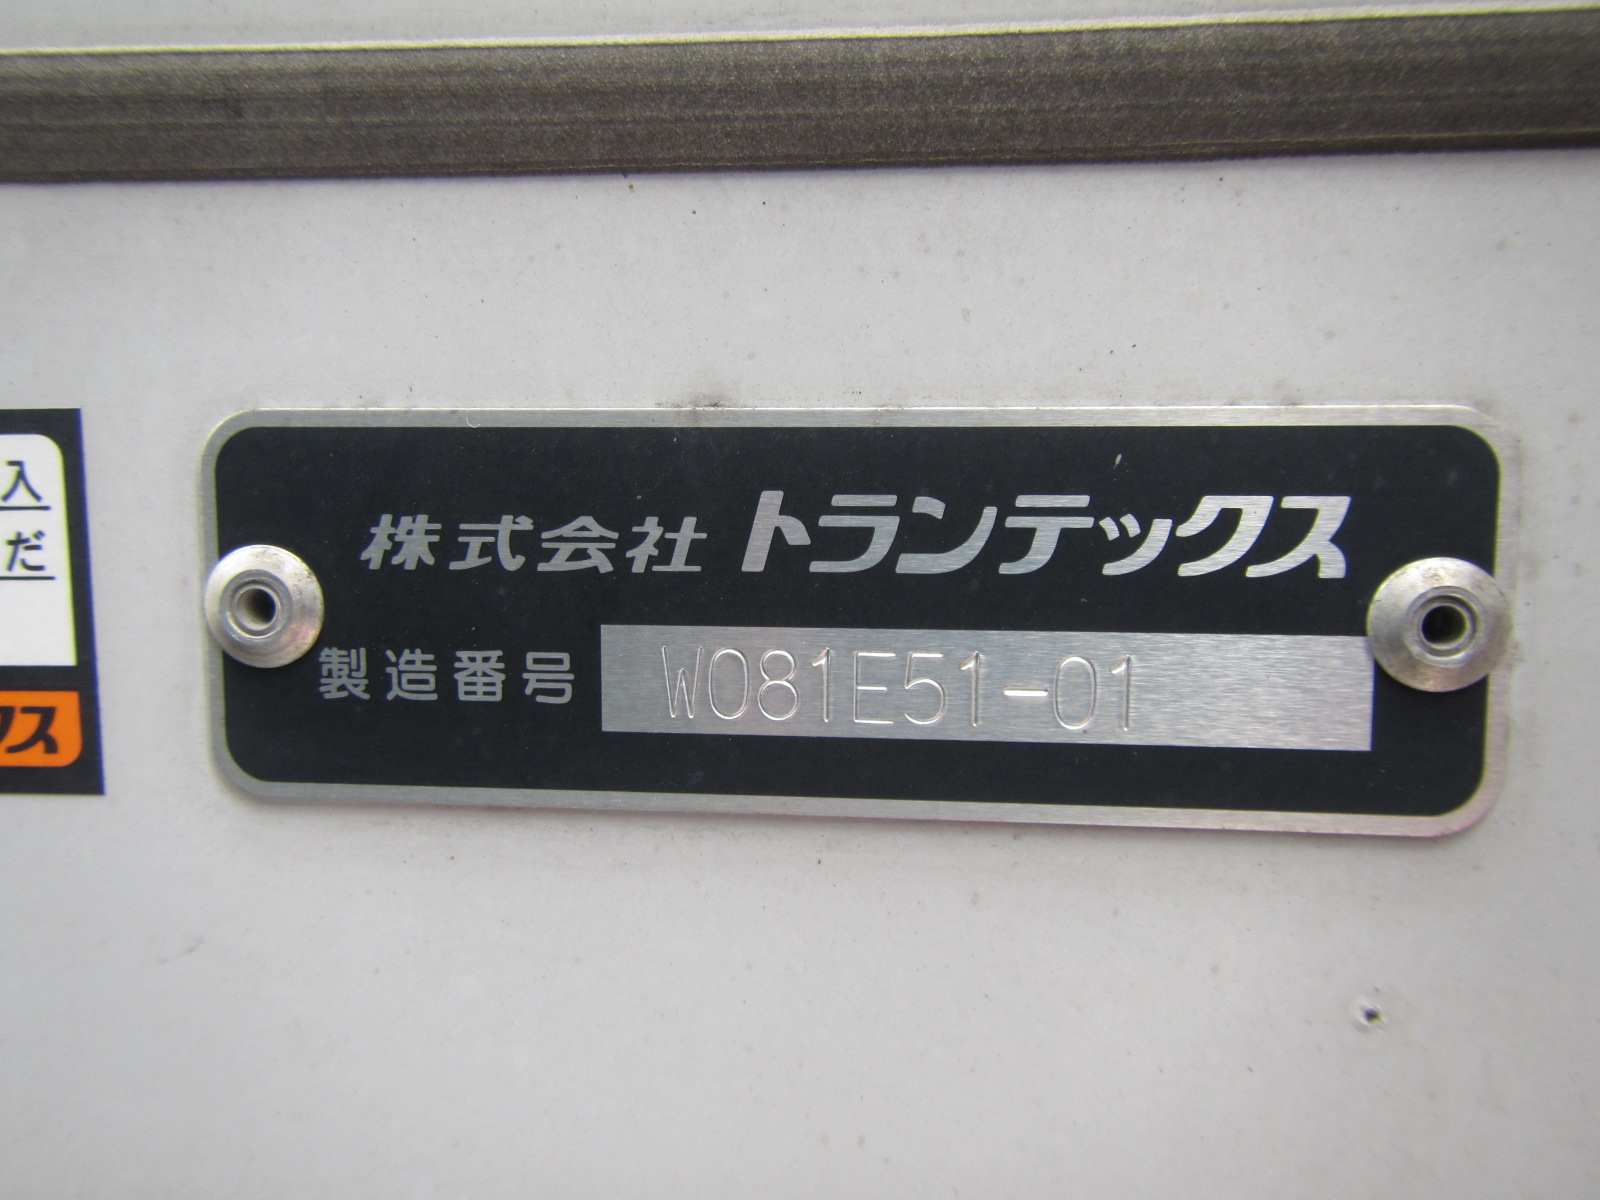 入
だ
クス
株式会社 トランテックス
製造番号 W081E51-01